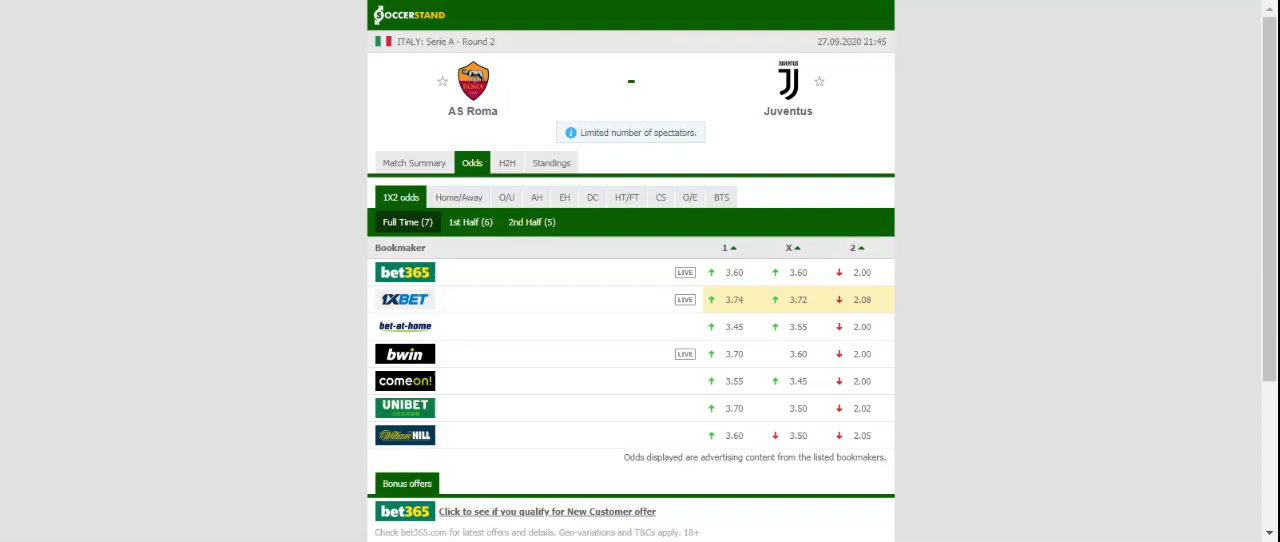 SOCCERSTAND
ITALY: Serie A - Round 2 27.09.2020 21:45
ROMA JUVENTUS
-
AS Roma Juventus
Limited number of spectators.
Match Summary Odds H2H Standings
1X2 odds Home/Away O/U AH EH DC HT/FT CS O/E BTS
Full Time (7) 1st Half (6) 2nd Half (5)
Bookmaker 1 X 2
bet365 LIVE 3.60 3.60 2.00
1XBET LIVE 3.74 3.72 2.08
bet-at-home 3.45 3.55 2.00
bwin LIVE 3.70 3.60 2.00
comeon! 3.55 3.45 2.00
UNIBET 3.70 3.50 2.02
William HILL 3.60 3.50 2.05
Odds displayed are advertising content from the listed bookmakers.
Bonus offers
bet365 Click to see if you qualify for New Customer offer
Check bet365.com for latest offers and details. Geo-variations and T&Cs apply. 18+